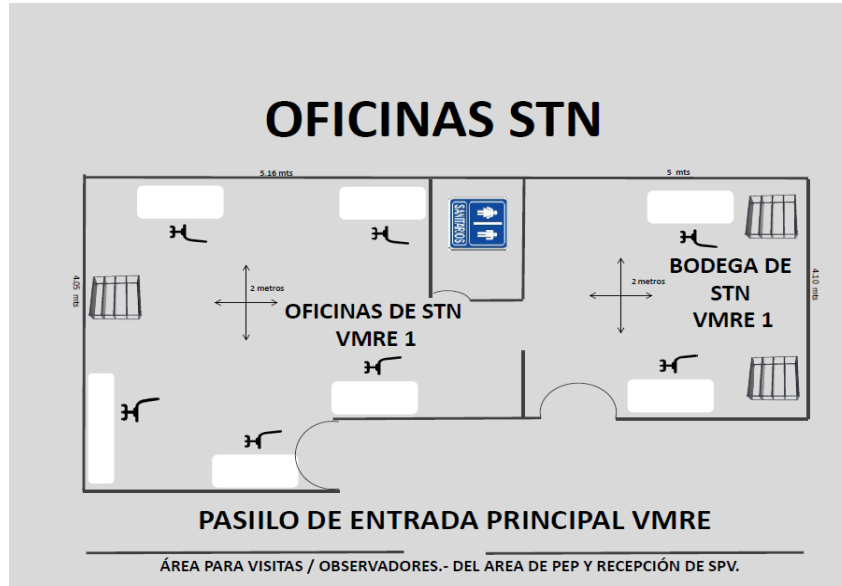 OFICINAS STN
5.16 mts
5 mts
SANITARIOS
4.05 mts
2 metros
OFICINAS DE STN
VMRE 1
2 metros
BODEGA DE
STN
VMRE 1
4.10 mts
PASIILO DE ENTRADA PRINCIPAL VMRE
ÁREA PARA VISITAS / OBSERVADORES.- DEL AREA DE PEP Y RECEPCIÓN DE SPV.